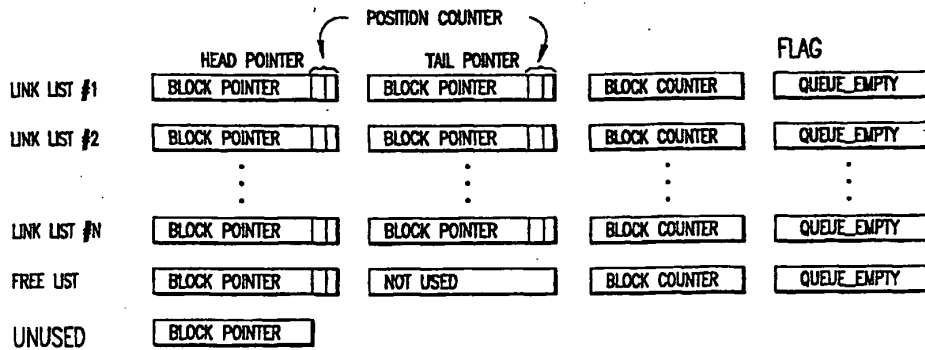 POSITION COUNTER
HEAD POINTER TAIL POINTER FLAG
LINK LIST #1 BLOCK POINTER BLOCK POINTER BLOCK COUNTER QUEUE_EMPTY
LINK LIST #2 BLOCK POINTER BLOCK POINTER BLOCK COUNTER QUEUE_EMPTY
LINK LIST #N BLOCK POINTER BLOCK POINTER BLOCK COUNTER QUEUE_EMPTY
FREE LIST BLOCK POINTER NOT USED BLOCK COUNTER QUEUE_EMPTY
UNUSED BLOCK POINTER